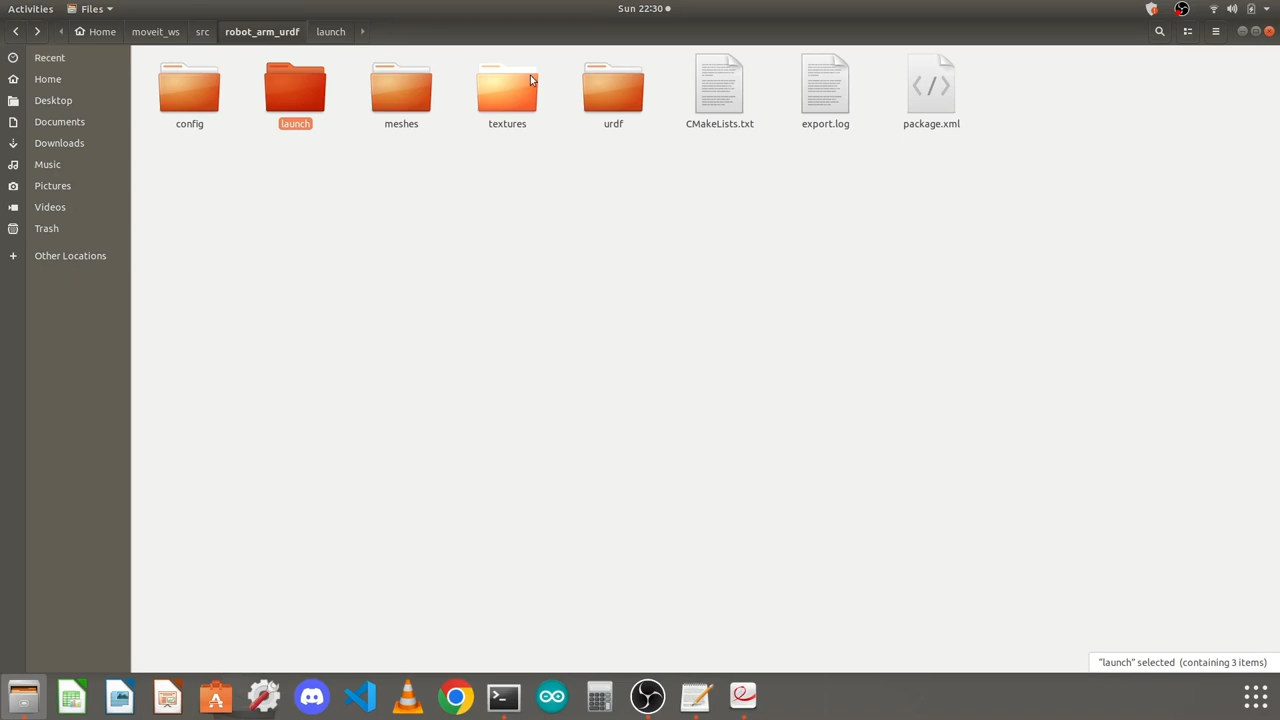 Activities
Files
Sun 22:30
Home
moveit_ws
src
robot_arm_urdf
launch
Recent
Home
Desktop
Documents
Downloads
Music
Pictures
Videos
Trash
Other Locations
config
launch
meshes
textures
urdf
CMakeLists.txt
export.log
package.xml
"launch" selected (containing 3 items)